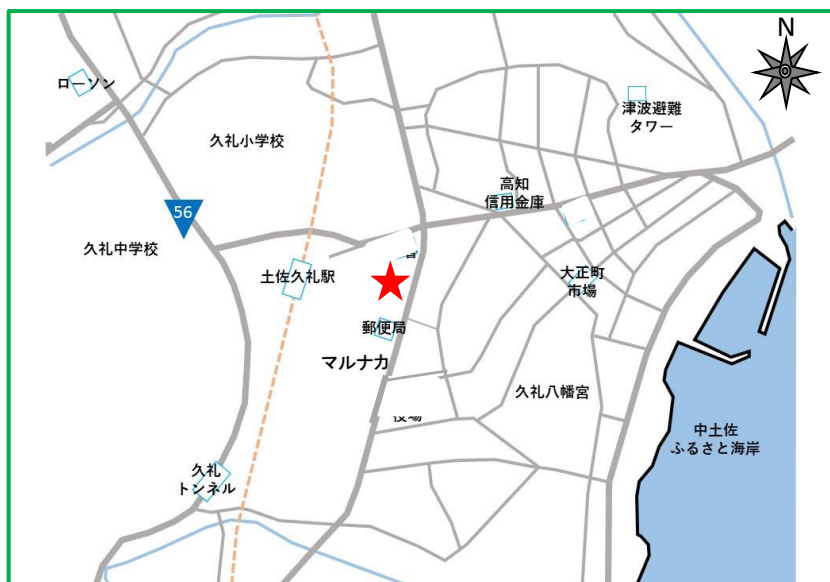 N
ローソン
津波避難
タワー
久礼小学校
高知
信用金庫
56
久礼中学校
土佐久礼駅
大正町
市場
郵便局
マルナカ
久礼八幡宮
中土佐
ふるさと海岸
久礼
トンネル